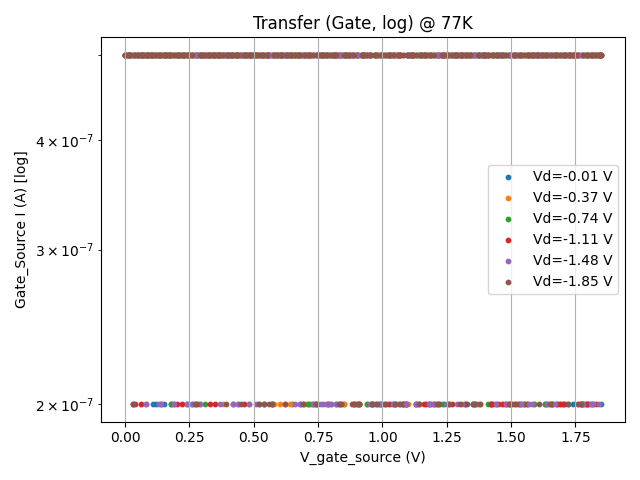 Transfer (Gate, log) @ 77K
Gate_Source I (A) [log]
4 × 10⁻⁷
3 × 10⁻⁷
2 × 10⁻⁷
Vd=-0.01 V
Vd=-0.37 V
Vd=-0.74 V
Vd=-1.11 V
Vd=-1.48 V
Vd=-1.85 V
0.00 0.25 0.50 0.75 1.00 1.25 1.50 1.75
V_gate_source (V)